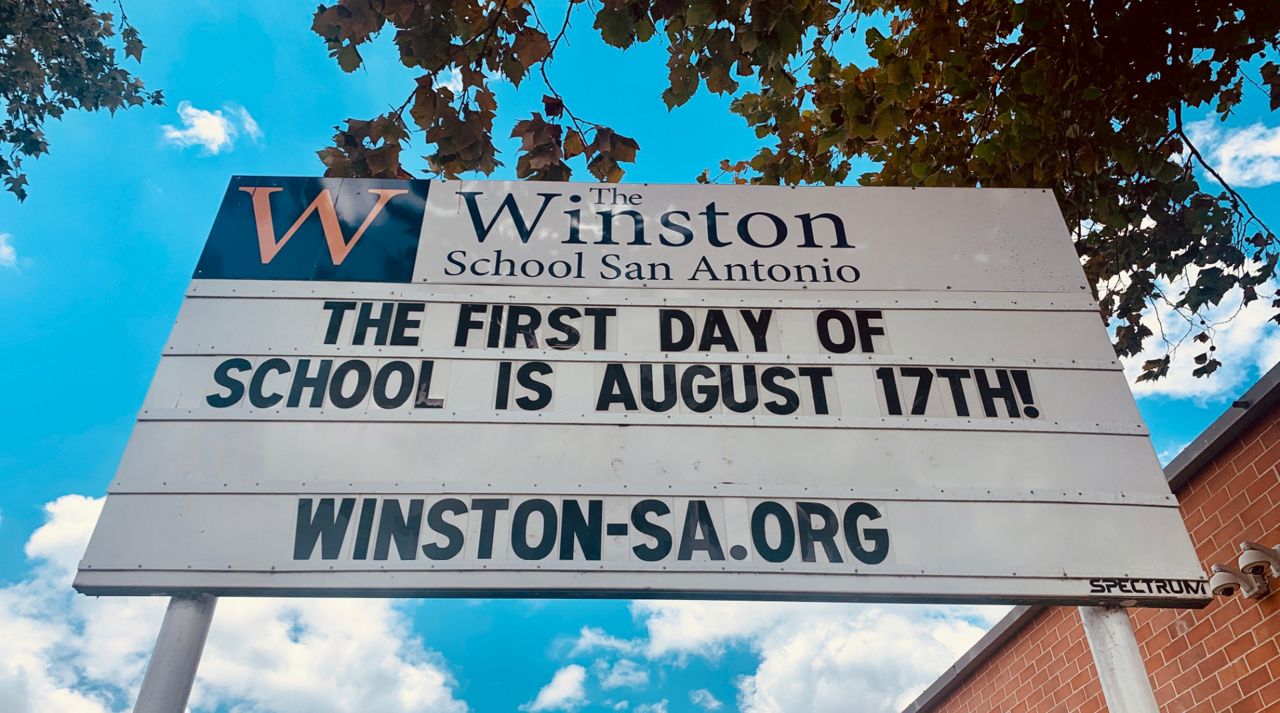 W
The
Winston
School San Antonio
THE FIRST DAY OF
SCHOOL IS AUGUST 17TH!
WINSTON-SA.ORG
SPECTRUM